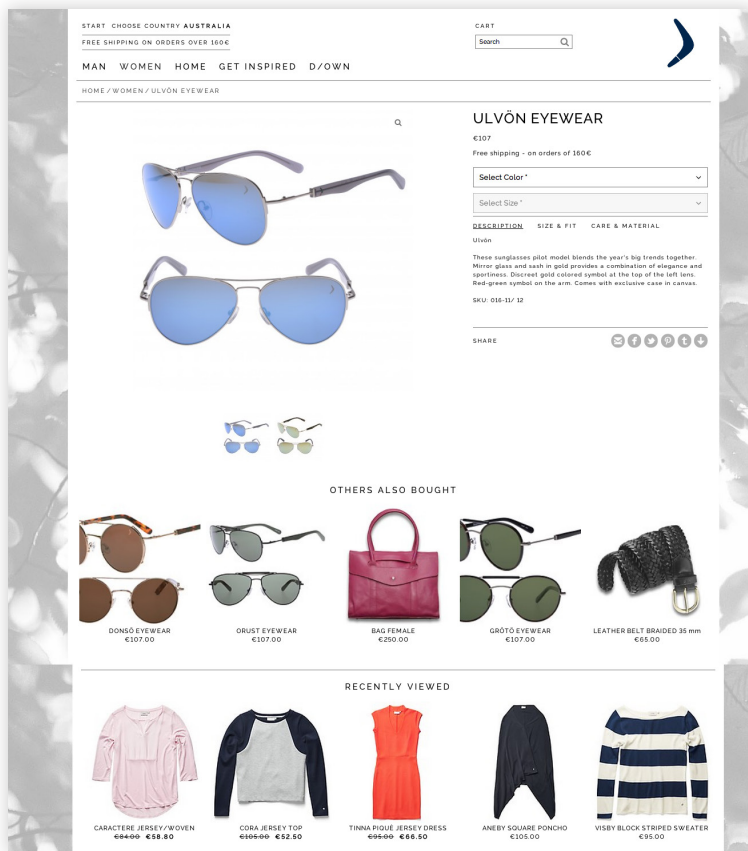 START CHOOSE COUNTRY AUSTRALIA
FREE SHIPPING ON ORDERS OVER 160€
CART
Search
MAN WOMEN HOME GET INSPIRED D/OWN
HOME / WOMEN / ULVÖN EYEWEAR
ULVÖN EYEWEAR
€107
Free shipping - on orders of 160€
Select Color *
Select Size *
DESCRIPTION SIZE & FIT CARE & MATERIAL
Ulvön
These sunglasses pilot model blends the year's big trends together.
Mirror glass and sash in gold provides a combination of elegance and
sportiness. Discreet gold colored symbol at the top of the left lens.
Red-green symbol on the arm. Comes with exclusive case in canvas.
SKU: 016-11/ 12
SHARE
OTHERS ALSO BOUGHT
DONSÖ EYEWEAR
€107.00
ORUST EYEWEAR
€107.00
BAG FEMALE
€250.00
GRÖTÖ EYEWEAR
€107.00
LEATHER BELT BRAIDED 35 mm
€65.00
RECENTLY VIEWED
CARACTERE JERSEY/WOVEN
€84.00 €58.80
CORA JERSEY TOP
€105.00 €52.50
TINNA PIQUÉ JERSEY DRESS
€95.00 €66.50
ANEBY SQUARE PONCHO
€105.00
VISBY BLOCK STRIPED SWEATER
€95.00